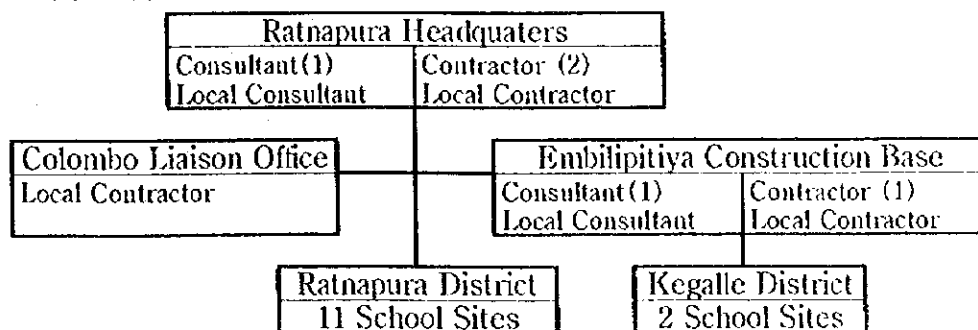 Ratnapura Headquaters
Consultant(1) Contractor (2)
Local Consultant Local Contractor
Colombo Liaison Office
Local Contractor
Embilipitiya Construction Base
Consultant(1) Contractor (1)
Local Consultant Local Contractor
Ratnapura District
11 School Sites
Kegalle District
2 School Sites